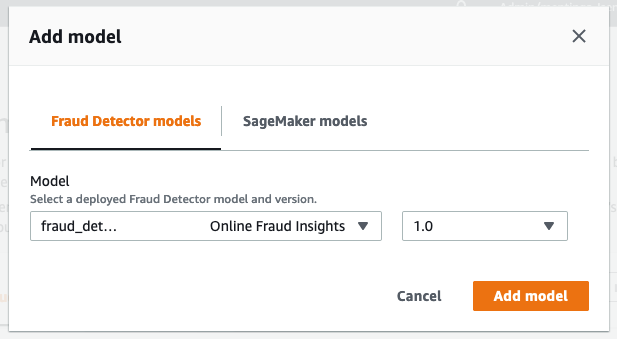 Add model
Fraud Detector models
SageMaker models
Model
Select a deployed Fraud Detector model and version.
fraud_det... Online Fraud Insights 1.0
Cancel Add model